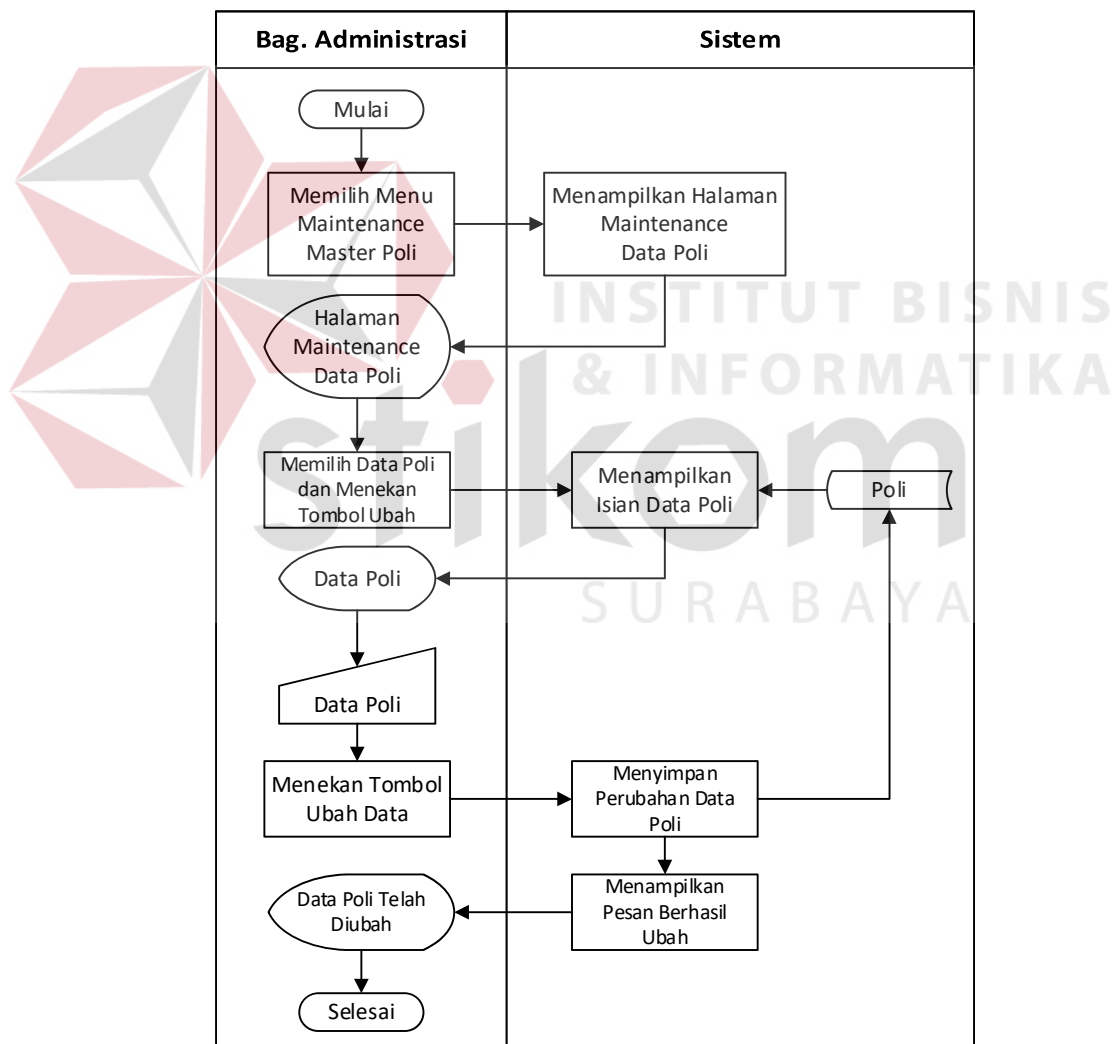 Bag. Administrasi
Sistem
Mulai
Memilih Menu
Maintenance
Master Poli
Menampilkan Halaman
Maintenance
Data Poli
INSTITUT BISNIS
& INFORMATIKA
stikom
SURABAYA
Halaman
Maintenance
Data Poli
Memilih Data Poli
dan Menekan
Tombol Ubah
Menampilkan
Isian Data Poli
Poli
Data Poli
Data Poli
Menekan Tombol
Ubah Data
Menyimpan
Perubahan Data
Poli
Menampilkan
Pesan Berhasil
Ubah
Data Poli Telah
Diubah
Selesai